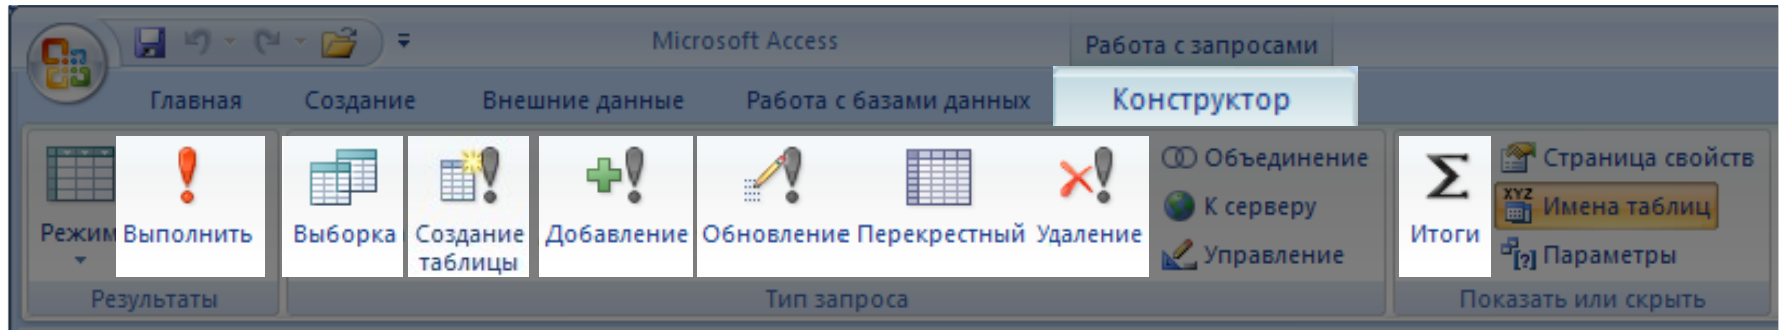 Microsoft Access
Работа с запросами
Главная
Создание
Внешние данные
Работа с базами данных
Конструктор
Режим
Выполнить
Выборка
Создание
таблицы
Добавление
Обновление
Перекрестный
Удаление
Объединение
К серверу
Управление
Итоги
Страница свойств
XYZ
Имена таблиц
[?]
Параметры
Результаты
Тип запроса
Показать или скрыть